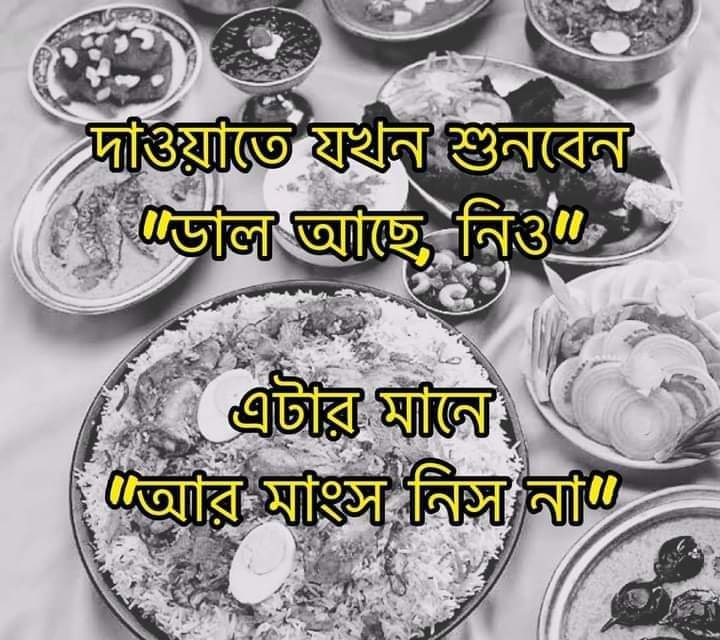 দাওয়াতে যখন শুনবেন
"ডাল আছে, নিও"
এটার মানে
"আর মাংস নিস না"